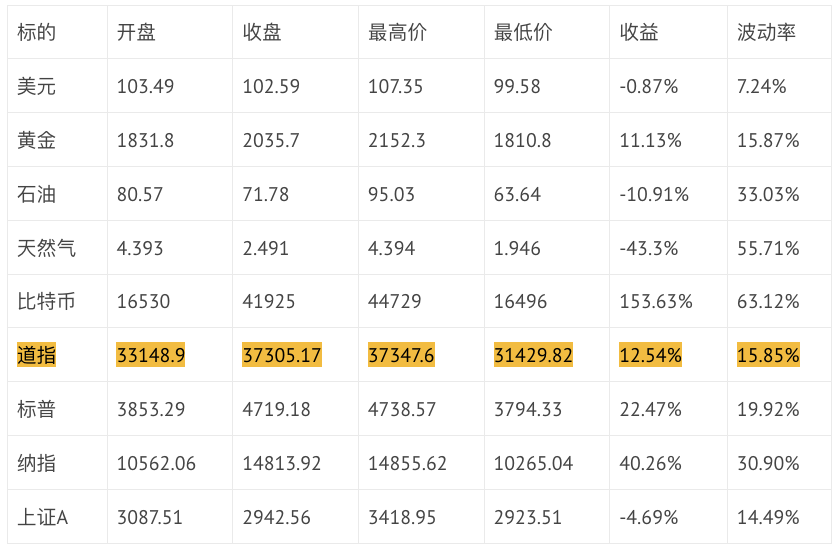 标的 开盘 收盘 最高价 最低价 收益 波动率
美元 103.49 102.59 107.35 99.58 -0.87% 7.24%
黄金 1831.8 2035.7 2152.3 1810.8 11.13% 15.87%
石油 80.57 71.78 95.03 63.64 -10.91% 33.03%
天然气 4.393 2.491 4.394 1.946 -43.3% 55.71%
比特币 16530 41925 44729 16496 153.63% 63.12%
道指 33148.9 37305.17 37347.6 31429.82 12.54% 15.85%
标普 3853.29 4719.18 4738.57 3794.33 22.47% 19.92%
纳指 10562.06 14813.92 14855.62 10265.04 40.26% 30.90%
上证A 3087.51 2942.56 3418.95 2923.51 -4.69% 14.49%